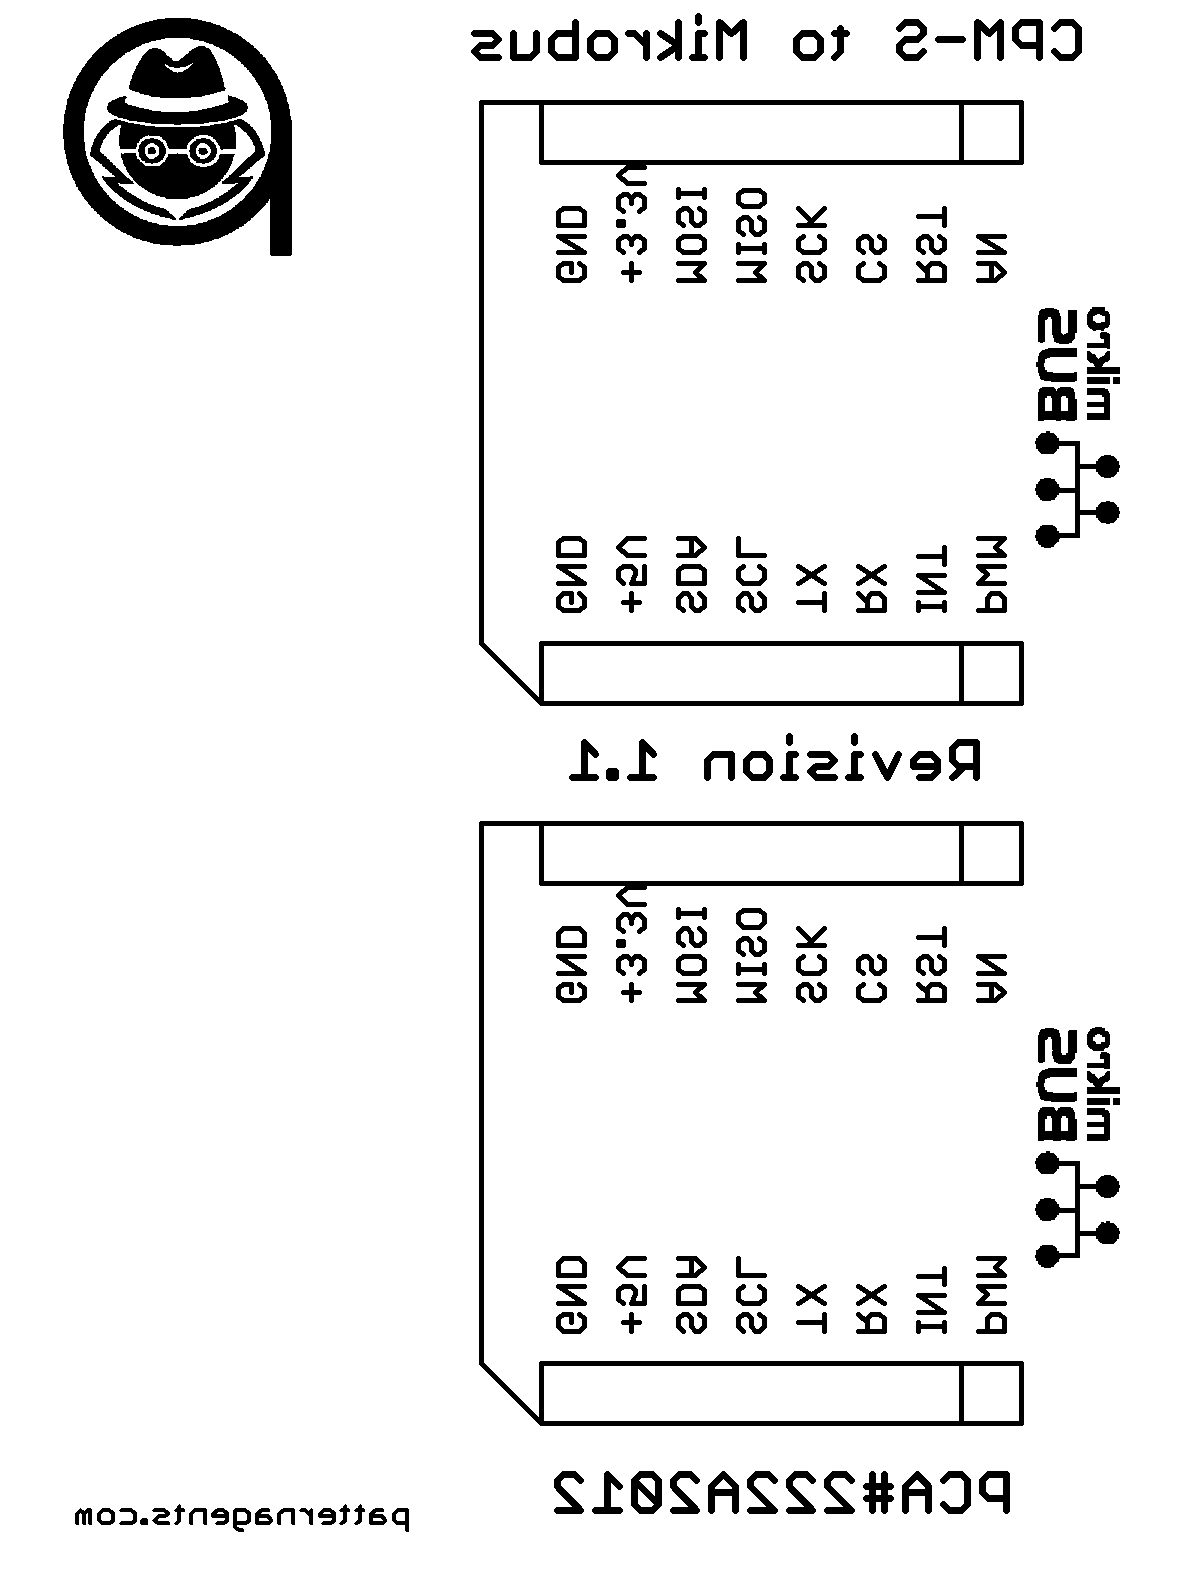 CPM-S to Mikrobus
GND
+3.3V
MOSI
MISO
SCK
CS
RST
AN
mikro
BUS
GND
+5V
SDA
SCL
TX
RX
INT
PWM
Revision 1.1
GND
+3.3V
MOSI
MISO
SCK
CS
RST
AN
mikro
BUS
GND
+5V
SDA
SCL
TX
RX
INT
PWM
PCA#222A2012
patternagents.com